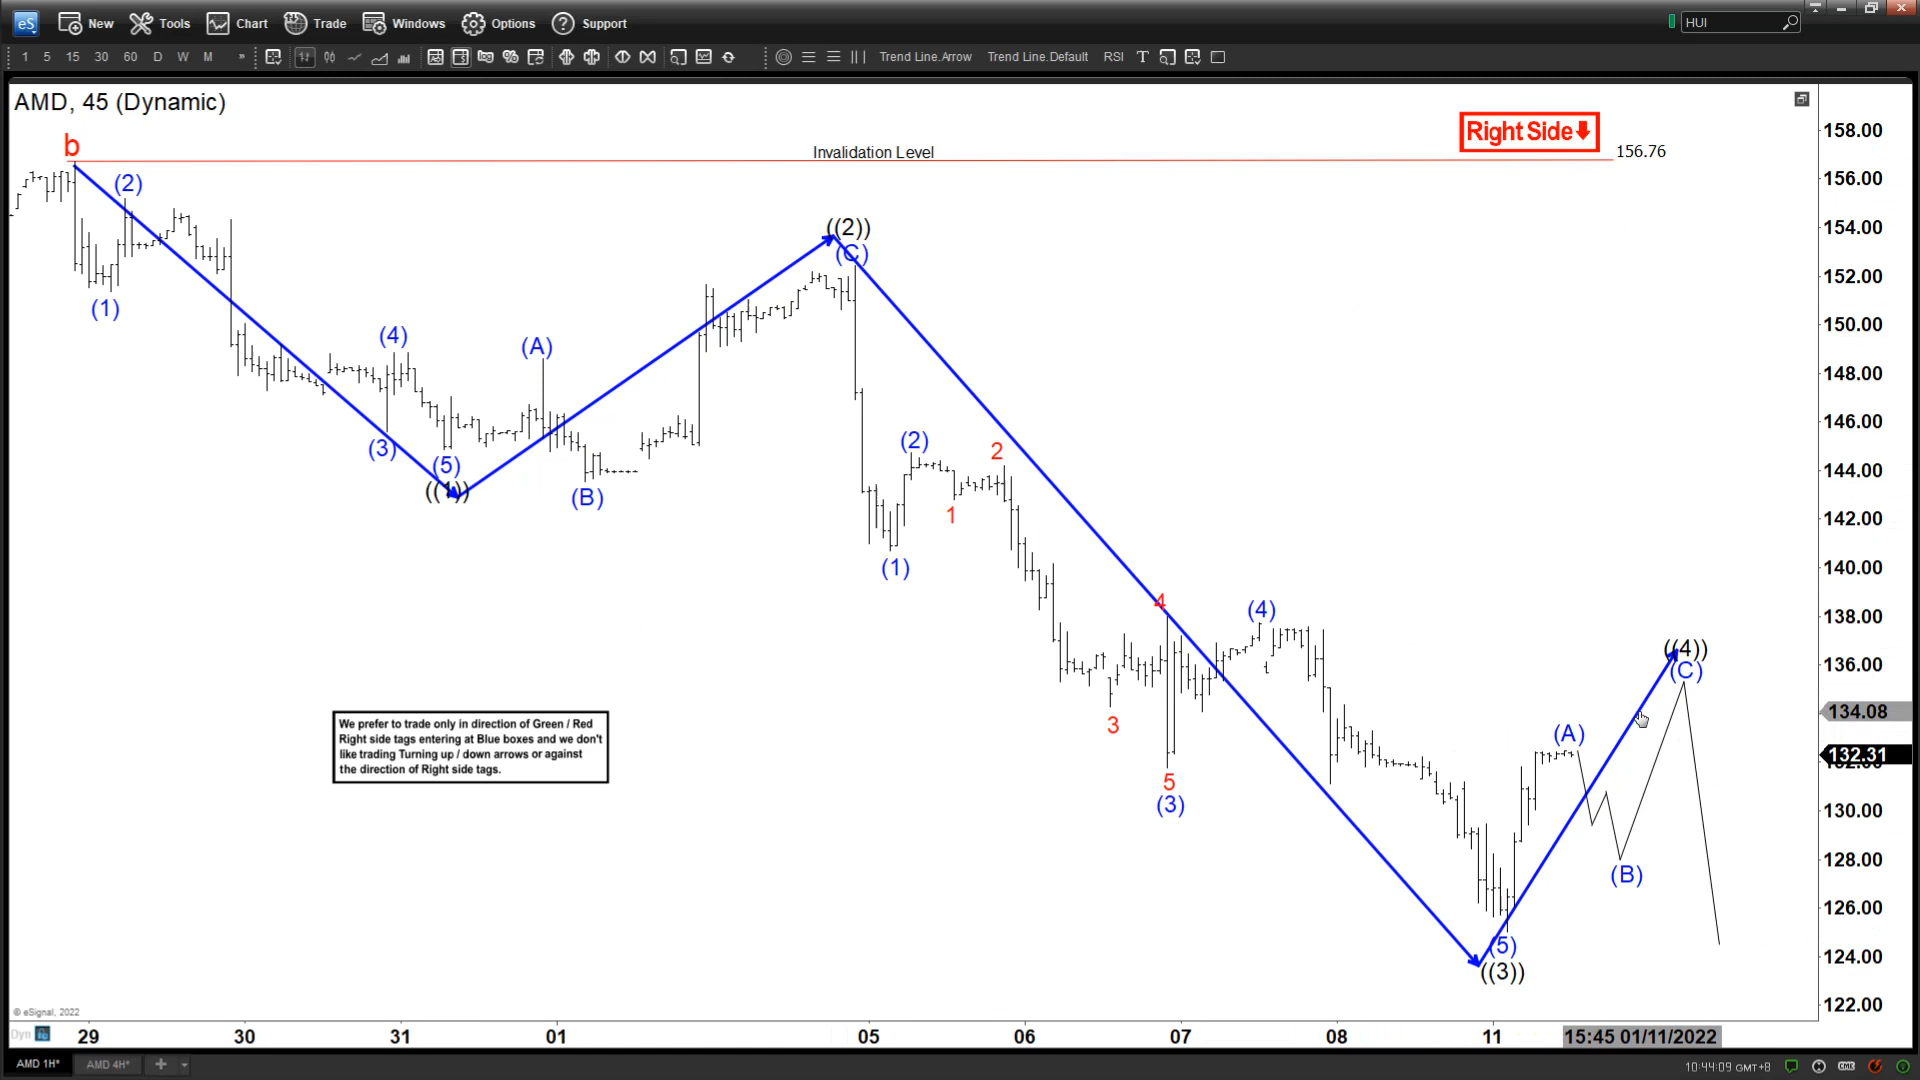 eS New Tools Chart Trade Windows Options Support HUI
1 5 15 30 60 D W M » Trend Line.Arrow Trend Line.Default RSI T
AMD, 45 (Dynamic)
Right Side
158.00
b
Invalidation Level
156.76
156.00
(2)
154.00
((2))
(C)
152.00
(1)
150.00
(4)
(A)
148.00
146.00
(3)
(5)
((1))
(B)
(2)
2
144.00
1
142.00
(1)
140.00
4
(4)
138.00
((4))
(C)
136.00
134.08
3
We prefer to trade only in direction of Green / Red
Right side tags entering at Blue boxes and we don't
like trading Turning up / down arrows or against
the direction of Right side tags.
(A)
132.31
5
(3)
130.00
128.00
(B)
126.00
(5)
124.00
((3))
122.00
© eSignal, 2022
Dyn
29 30 31 01 05 06 07 08 11 15:45 01/11/2022
AMD 1H* AMD 4H* +
10:44:09 GMT+8